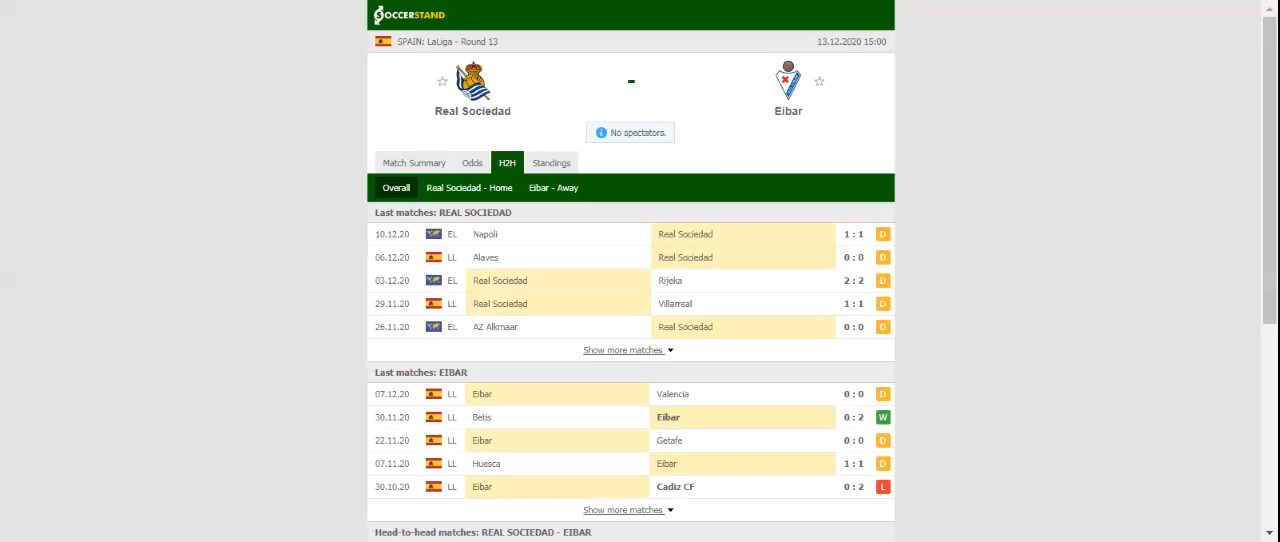 SOCCERSTAND
SPAIN: LaLiga - Round 13 13.12.2020 15:00
-
Real Sociedad Eibar
No spectators.
Match Summary Odds H2H Standings
Overall Real Sociedad - Home Eibar - Away
Last matches: REAL SOCIEDAD
10.12.20 EL Napoli Real Sociedad 1 : 1 D
06.12.20 LL Alaves Real Sociedad 0 : 0 D
03.12.20 EL Real Sociedad Rijeka 2 : 2 D
29.11.20 LL Real Sociedad Villarreal 1 : 1 D
26.11.20 EL AZ Alkmaar Real Sociedad 0 : 0 D
Show more matches
Last matches: EIBAR
07.12.20 LL Eibar Valencia 0 : 0 D
30.11.20 LL Betis Eibar 0 : 2 W
22.11.20 LL Eibar Getafe 0 : 0 D
07.11.20 LL Huesca Eibar 1 : 1 D
30.10.20 LL Eibar Cadiz CF 0 : 2 L
Show more matches
Head-to-head matches: REAL SOCIEDAD - EIBAR